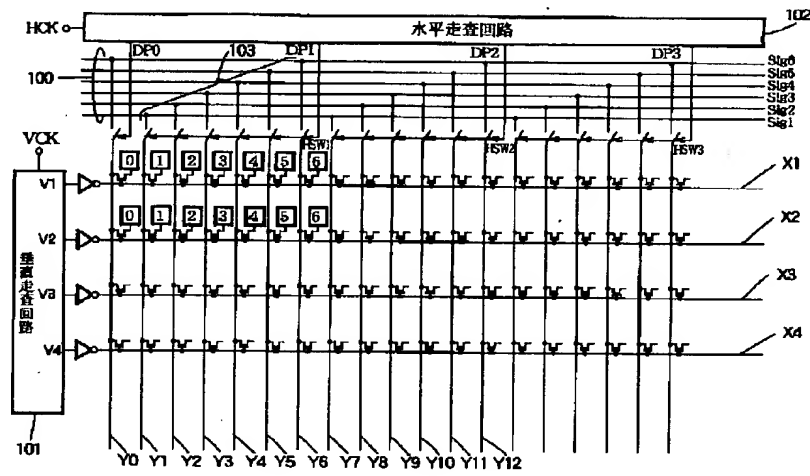 水平走査回路
102
HCK
103
DP0
DP1
DP2
DP3
100
Sig6
Sig5
Sig4
Sig3
Sig2
Sig1
VCK
HSW1
HSW2
HSW3
0 1 2 3 4 5 6
V1
X1
0 1 2 3 4 5 6
V2
X2
垂直走査回路
V3
X3
V4
X4
101
Y0 Y1 Y2 Y3 Y4 Y5 Y6 Y7 Y8 Y9 Y10 Y11 Y12